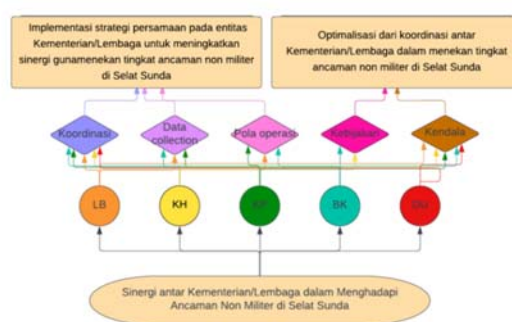 Implementasi strategi persamaan pada entitas
Kementerian/Lembaga untuk meningkatkan
sinergi gunamenekan tingkat ancaman non militer
di Selat Sunda
Optimalisasi dari koordinasi antar
Kementerian/Lembaga dalam menekan tingkat
ancaman non militer di Selat Sunda
Koordinasi
Data
collection
Pola operasi
Kebijakan
Kendala
LB
KH
KP
BK
DU
Sinergi antar Kementerian/Lembaga dalam Menghadapi
Ancaman Non Militer di Selat Sunda